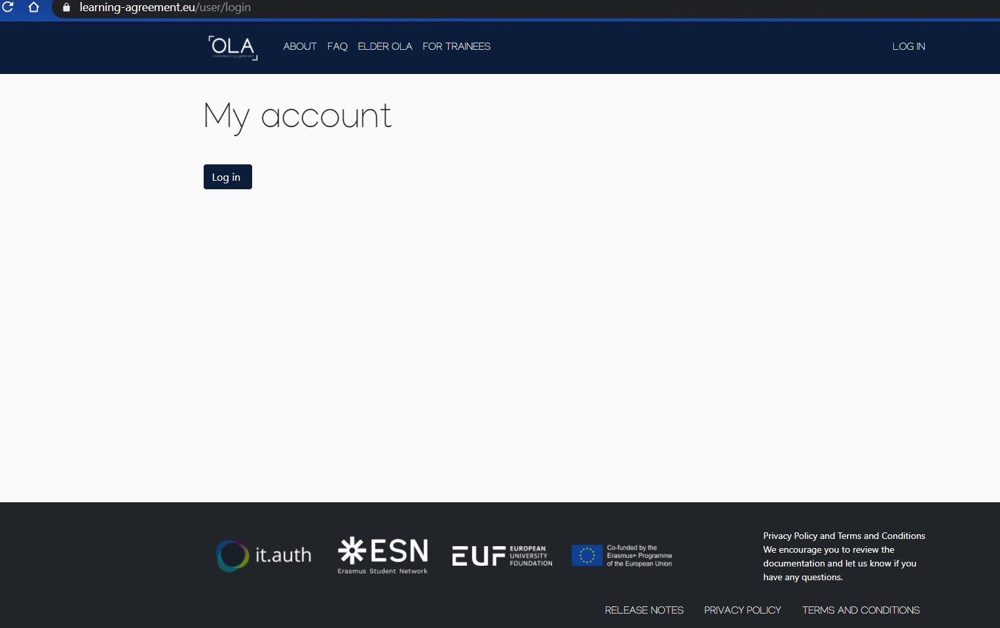 learning-agreement.eu/user/login
OLA
online learning agreement
ABOUT FAQ ELDER OLA FOR TRAINEES LOG IN
My account
Log in
it.auth
ESN
Erasmus Student Network
EUF EUROPEAN
UNIVERSITY
FOUNDATION
Co-funded by the
Erasmus+ Programme
of the European Union
Privacy Policy and Terms and Conditions
We encourage you to review the
documentation and let us know if you
have any questions.
RELEASE NOTES PRIVACY POLICY TERMS AND CONDITIONS